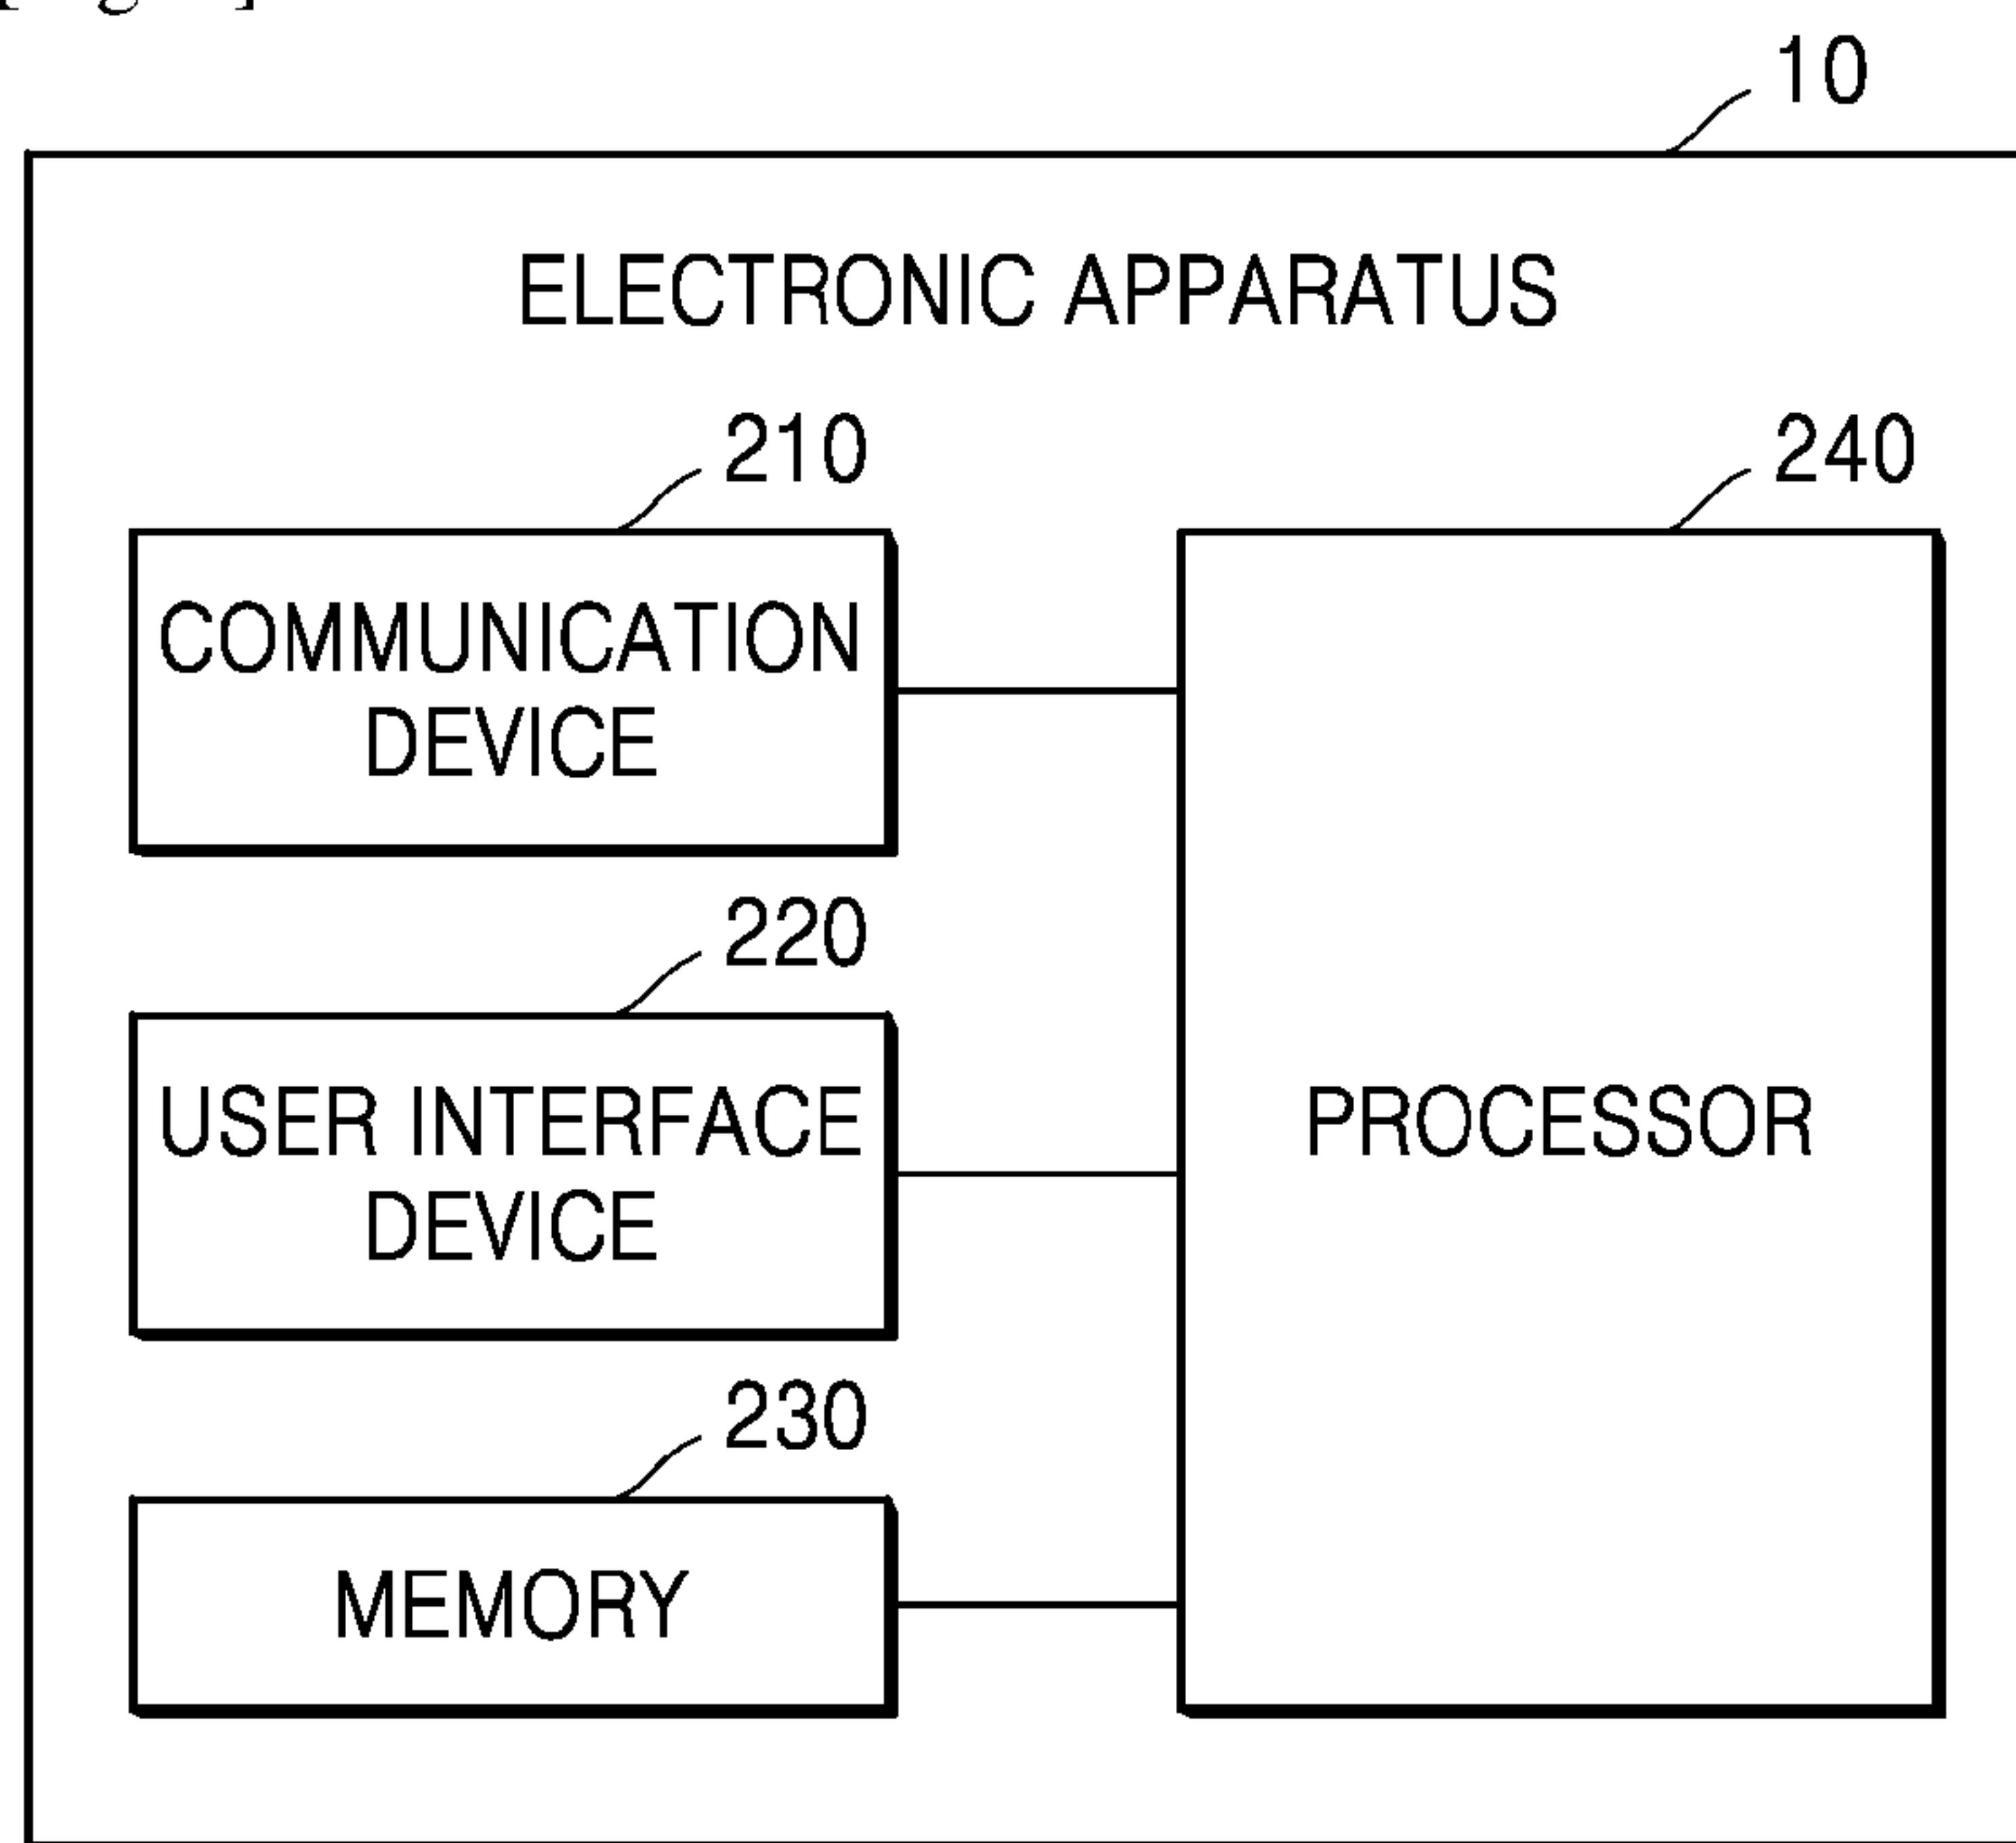 10
ELECTRONIC APPARATUS
210
COMMUNICATION
DEVICE
220
USER INTERFACE
DEVICE
230
MEMORY
240
PROCESSOR